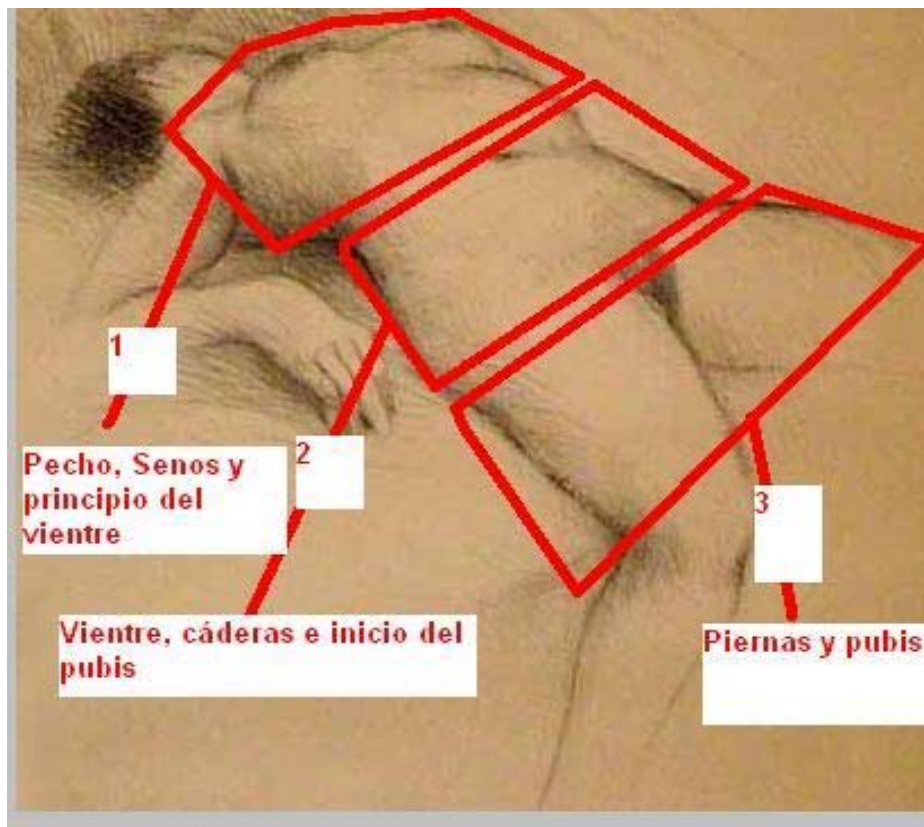 1
Pecho, Senos y
principio del
vientre
2
Vientre, cáderas e inicio del
pubis
3
Piernas y pubis